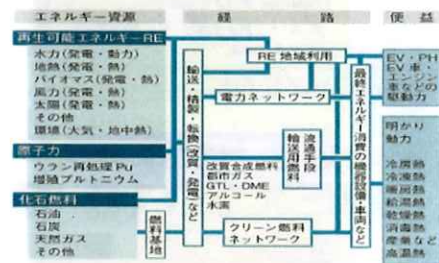 エネルギー資源
経路
便益
再生可能エネルギーRE
水力(発電・動力)
地熱(発電・熱)
バイオマス(発電・熱)
風力(発電・熱)
太陽(発電・熱)
その他
環境(大気・地中熱)
原子力
ウラン再処理 Pu
増殖プルトニウム
化石燃料
石油
石炭
天然ガス
その他
燃料基地
輸送・精製・転換(改質・発電)など
RE 地域利用
電力ネットワーク
改質合成燃料
都市ガス
GTL・DME
アルコール
水素
流通手段
輸送用燃料
クリーン燃料
ネットワーク
最終エネルギー消費の機器設備・車両など
EV・PH
EV車・
エンジン
車などの
駆動力
明かり
動力
冷房熱
冷凍熱
暖房熱
給湯熱
乾燥熱
消毒熱
産業など
高温熱